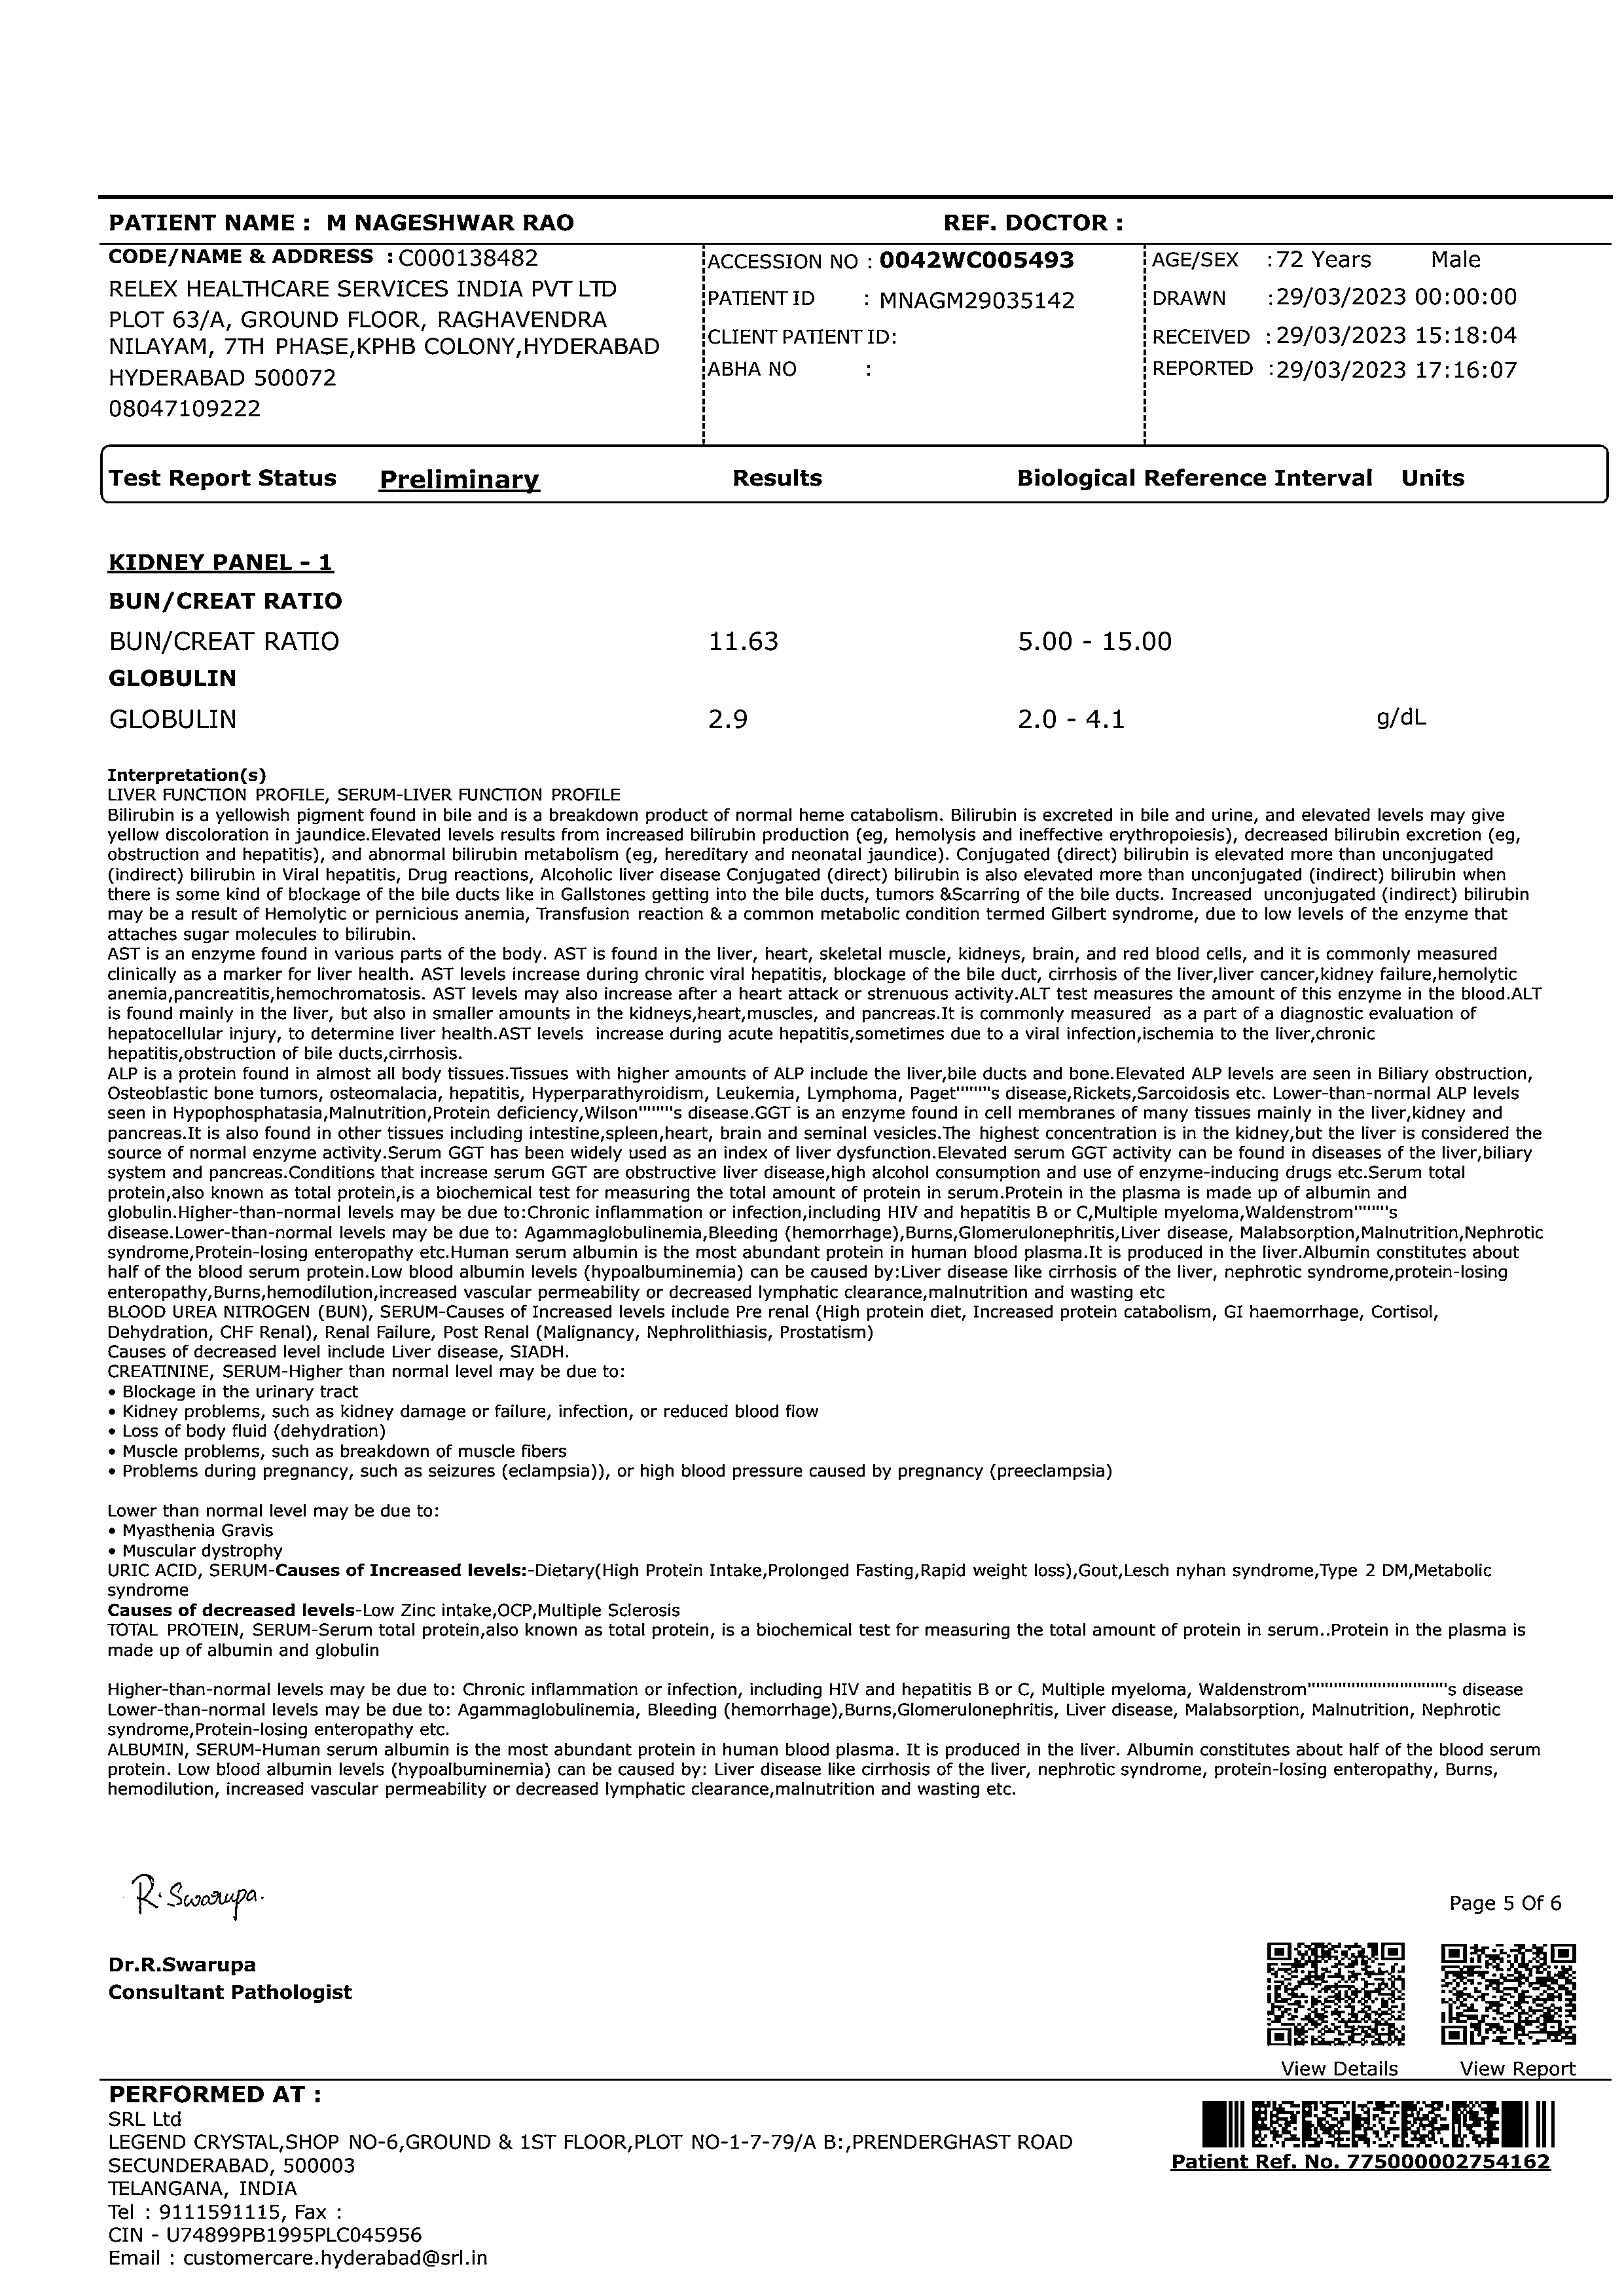 PATIENT NAME : M NAGESHWAR RAO REF. DOCTOR :
CODE/NAME & ADDRESS : C000138482
RELEX HEALTHCARE SERVICES INDIA PVT LTD
PLOT 63/A, GROUND FLOOR, RAGHAVENDRA
NILAYAM, 7TH PHASE,KPHB COLONY,HYDERABAD
HYDERABAD 500072
08047109222
ACCESSION NO : 0042WC005493
PATIENT ID : MNAGM29035142
CLIENT PATIENT ID:
ABHA NO :
AGE/SEX : 72 Years Male
DRAWN : 29/03/2023 00:00:00
RECEIVED : 29/03/2023 15:18:04
REPORTED : 29/03/2023 17:16:07
Test Report Status Preliminary Results Biological Reference Interval Units
KIDNEY PANEL - 1
BUN/CREAT RATIO
BUN/CREAT RATIO 11.63 5.00 - 15.00
GLOBULIN
GLOBULIN 2.9 2.0 - 4.1 g/dL
Interpretation(s)
LIVER FUNCTION PROFILE, SERUM-LIVER FUNCTION PROFILE
Bilirubin is a yellowish pigment found in bile and is a breakdown product of normal heme catabolism. Bilirubin is excreted in bile and urine, and elevated levels may give
yellow discoloration in jaundice.Elevated levels results from increased bilirubin production (eg, hemolysis and ineffective erythropoiesis), decreased bilirubin excretion (eg,
obstruction and hepatitis), and abnormal bilirubin metabolism (eg, hereditary and neonatal jaundice). Conjugated (direct) bilirubin is elevated more than unconjugated
(indirect) bilirubin in Viral hepatitis, Drug reactions, Alcoholic liver disease Conjugated (direct) bilirubin is also elevated more than unconjugated (indirect) bilirubin when
there is some kind of blockage of the bile ducts like in Gallstones getting into the bile ducts, tumors &Scarring of the bile ducts. Increased unconjugated (indirect) bilirubin
may be a result of Hemolytic or pernicious anemia, Transfusion reaction & a common metabolic condition termed Gilbert syndrome, due to low levels of the enzyme that
attaches sugar molecules to bilirubin.
AST is an enzyme found in various parts of the body. AST is found in the liver, heart, skeletal muscle, kidneys, brain, and red blood cells, and it is commonly measured
clinically as a marker for liver health. AST levels increase during chronic viral hepatitis, blockage of the bile duct, cirrhosis of the liver,liver cancer,kidney failure,hemolytic
anemia,pancreatitis,hemochromatosis. AST levels may also increase after a heart attack or strenuous activity.ALT test measures the amount of this enzyme in the blood.ALT
is found mainly in the liver, but also in smaller amounts in the kidneys,heart,muscles, and pancreas.It is commonly measured as a part of a diagnostic evaluation of
hepatocellular injury, to determine liver health.AST levels increase during acute hepatitis,sometimes due to a viral infection,ischemia to the liver,chronic
hepatitis,obstruction of bile ducts,cirrhosis.
ALP is a protein found in almost all body tissues.Tissues with higher amounts of ALP include the liver,bile ducts and bone.Elevated ALP levels are seen in Biliary obstruction,
Osteoblastic bone tumors, osteomalacia, hepatitis, Hyperparathyroidism, Leukemia, Lymphoma, Paget''''''''s disease,Rickets,Sarcoidosis etc. Lower-than-normal ALP levels
seen in Hypophosphatasia,Malnutrition,Protein deficiency,Wilson''''''''s disease.GGT is an enzyme found in cell membranes of many tissues mainly in the liver,kidney and
pancreas.It is also found in other tissues including intestine,spleen,heart, brain and seminal vesicles.The highest concentration is in the kidney,but the liver is considered the
source of normal enzyme activity.Serum GGT has been widely used as an index of liver dysfunction.Elevated serum GGT activity can be found in diseases of the liver,biliary
system and pancreas.Conditions that increase serum GGT are obstructive liver disease,high alcohol consumption and use of enzyme-inducing drugs etc.Serum total
protein,also known as total protein,is a biochemical test for measuring the total amount of protein in serum.Protein in the plasma is made up of albumin and
globulin.Higher-than-normal levels may be due to:Chronic inflammation or infection,including HIV and hepatitis B or C,Multiple myeloma,Waldenstrom''''''''s
disease.Lower-than-normal levels may be due to: Agammaglobulinemia,Bleeding (hemorrhage),Burns,Glomerulonephritis,Liver disease, Malabsorption,Malnutrition,Nephrotic
syndrome,Protein-losing enteropathy etc.Human serum albumin is the most abundant protein in human blood plasma.It is produced in the liver.Albumin constitutes about
half of the blood serum protein.Low blood albumin levels (hypoalbuminemia) can be caused by:Liver disease like cirrhosis of the liver, nephrotic syndrome,protein-losing
enteropathy,Burns,hemodilution,increased vascular permeability or decreased lymphatic clearance,malnutrition and wasting etc
BLOOD UREA NITROGEN (BUN), SERUM-Causes of Increased levels include Pre renal (High protein diet, Increased protein catabolism, GI haemorrhage, Cortisol,
Dehydration, CHF Renal), Renal Failure, Post Renal (Malignancy, Nephrolithiasis, Prostatism)
Causes of decreased level include Liver disease, SIADH.
CREATININE, SERUM-Higher than normal level may be due to:
• Blockage in the urinary tract
• Kidney problems, such as kidney damage or failure, infection, or reduced blood flow
• Loss of body fluid (dehydration)
• Muscle problems, such as breakdown of muscle fibers
• Problems during pregnancy, such as seizures (eclampsia)), or high blood pressure caused by pregnancy (preeclampsia)
Lower than normal level may be due to:
• Myasthenia Gravis
• Muscular dystrophy
URIC ACID, SERUM-Causes of Increased levels:-Dietary(High Protein Intake,Prolonged Fasting,Rapid weight loss),Gout,Lesch nyhan syndrome,Type 2 DM,Metabolic
syndrome
Causes of decreased levels-Low Zinc intake,OCP,Multiple Sclerosis
TOTAL PROTEIN, SERUM-Serum total protein,also known as total protein, is a biochemical test for measuring the total amount of protein in serum..Protein in the plasma is
made up of albumin and globulin
Higher-than-normal levels may be due to: Chronic inflammation or infection, including HIV and hepatitis B or C, Multiple myeloma, Waldenstrom''''''''''''''''''''''''''''''''s disease
Lower-than-normal levels may be due to: Agammaglobulinemia, Bleeding (hemorrhage),Burns,Glomerulonephritis, Liver disease, Malabsorption, Malnutrition, Nephrotic
syndrome,Protein-losing enteropathy etc.
ALBUMIN, SERUM-Human serum albumin is the most abundant protein in human blood plasma. It is produced in the liver. Albumin constitutes about half of the blood serum
protein. Low blood albumin levels (hypoalbuminemia) can be caused by: Liver disease like cirrhosis of the liver, nephrotic syndrome, protein-losing enteropathy, Burns,
hemodilution, increased vascular permeability or decreased lymphatic clearance,malnutrition and wasting etc.
R. Swarupa.
Page 5 Of 6
Dr.R.Swarupa
Consultant Pathologist
View Details View Report
PERFORMED AT :
SRL Ltd
LEGEND CRYSTAL,SHOP NO-6,GROUND & 1ST FLOOR,PLOT NO-1-7-79/A B:,PRENDERGHAST ROAD
SECUNDERABAD, 500003
TELANGANA, INDIA
Tel : 9111591115, Fax :
CIN - U74899PB1995PLC045956
Email : customercare.hyderabad@srl.in
Patient Ref. No. 775000002754162